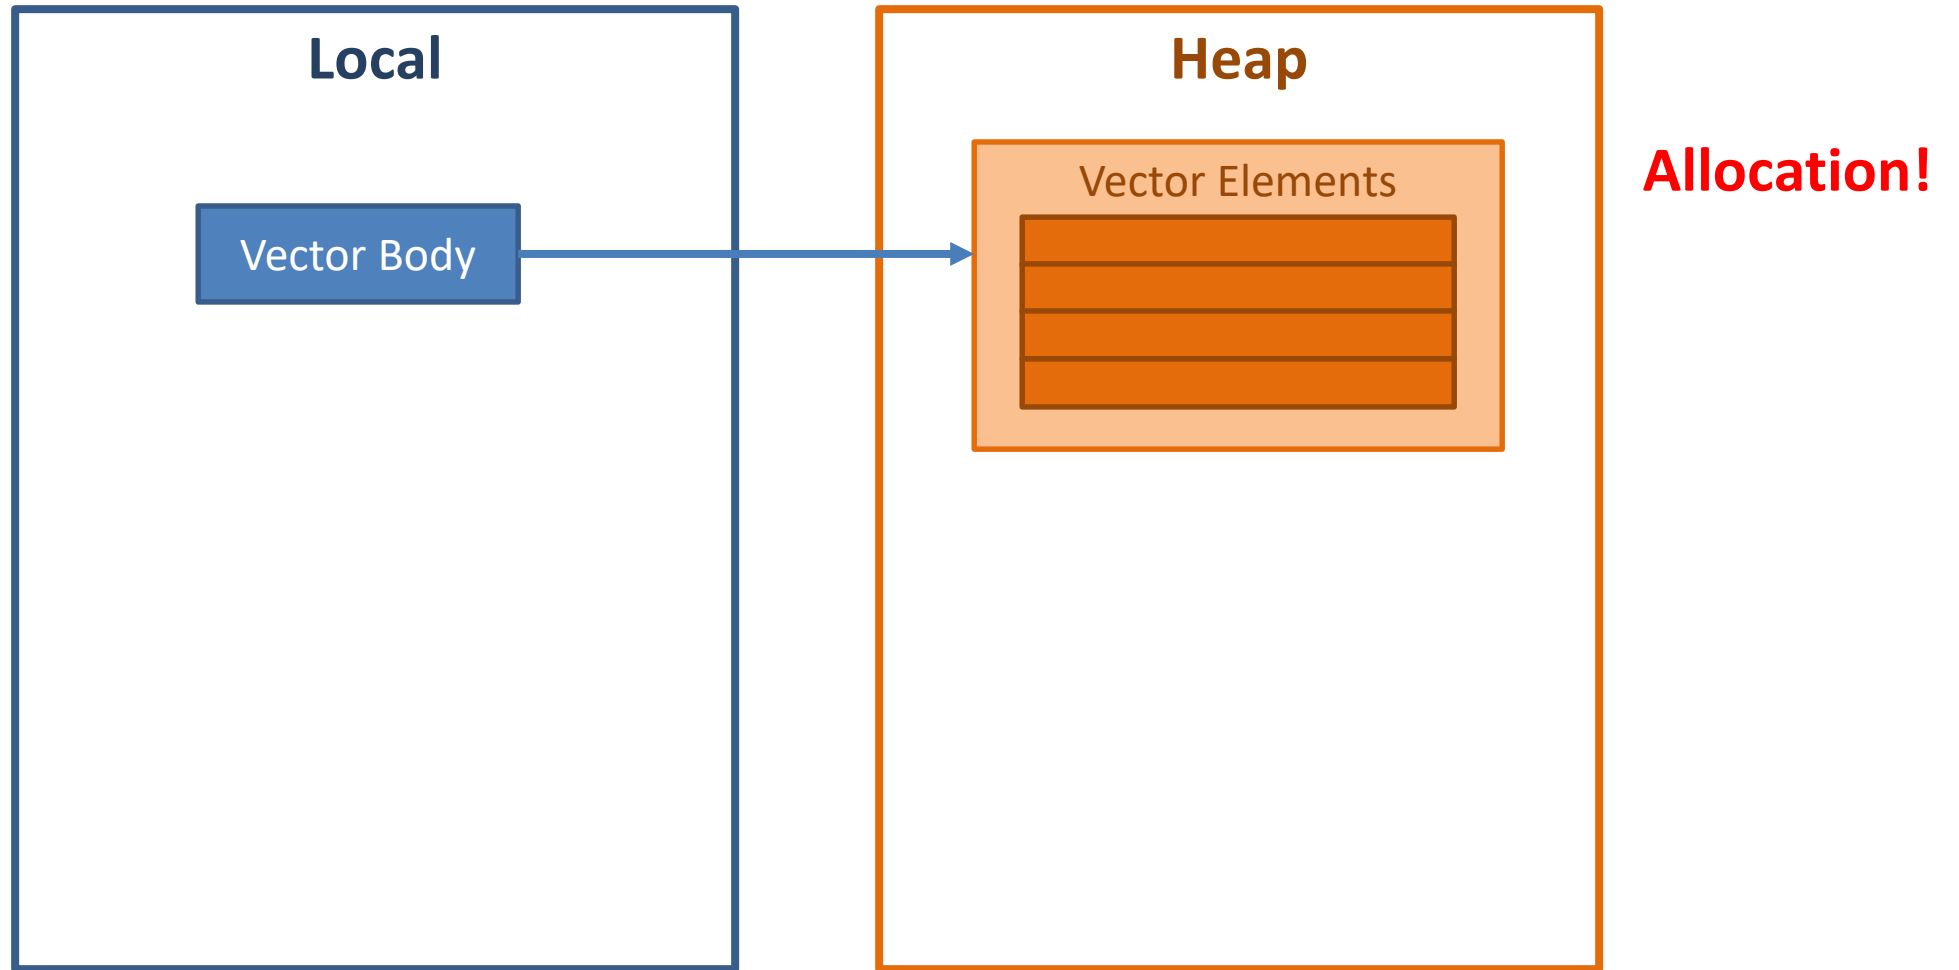 Local
Heap
Allocation!
Vector Elements
Vector Body